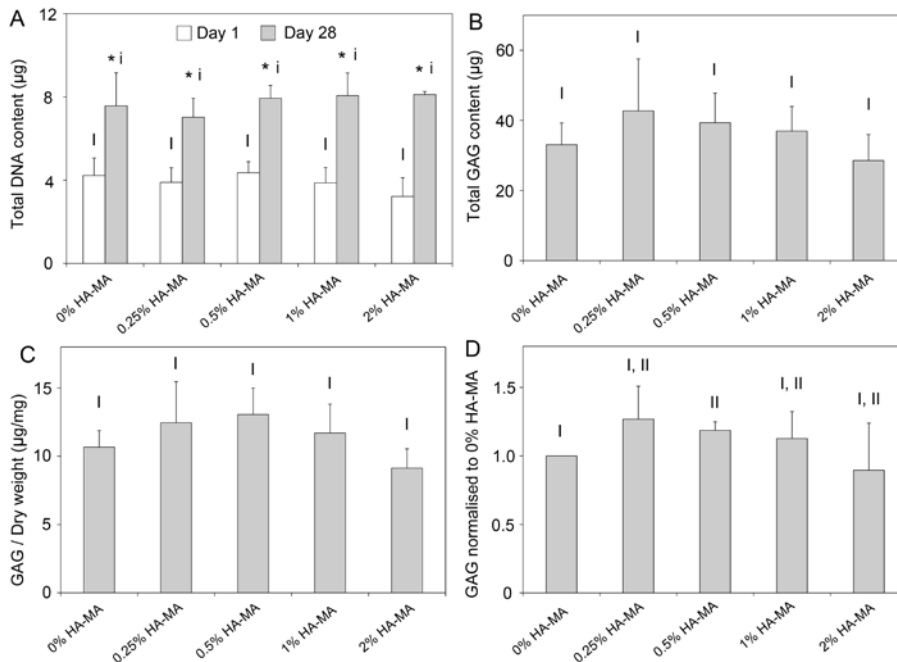 A
Total DNA content (µg)
12
8
4
0
Day 1
Day 28
* i
* i
* i
* i
* i
I
I
I
I
I
0% HA-MA
0.25% HA-MA
0.5% HA-MA
1% HA-MA
2% HA-MA
B
Total GAG content (µg)
60
40
20
0
I
I
I
I
I
0% HA-MA
0.25% HA-MA
0.5% HA-MA
1% HA-MA
2% HA-MA
C
GAG / Dry weight (µg/mg)
15
10
5
0
I
I
I
I
I
0% HA-MA
0.25% HA-MA
0.5% HA-MA
1% HA-MA
2% HA-MA
D
GAG normalised to 0% HA-MA
1.5
1.0
0.5
0
I
I, II
II
I, II
I, II
0% HA-MA
0.25% HA-MA
0.5% HA-MA
1% HA-MA
2% HA-MA